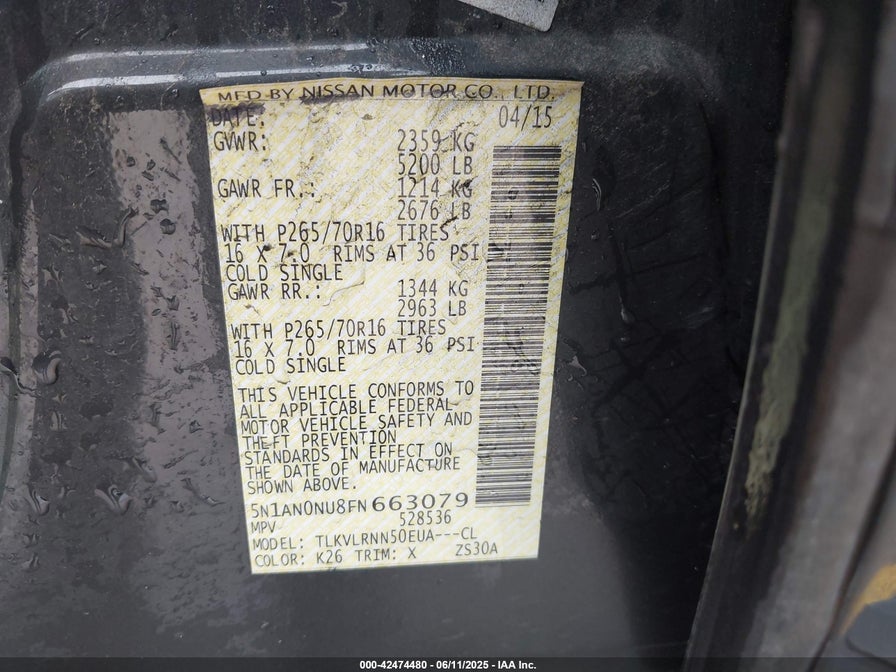 MFD BY NISSAN MOTOR CO., LTD.
DATE: 04/15
GVWR: 2359 KG
5200 LB
GAWR FR.: 1214 KG
2676 LB
WITH P265/70R16 TIRES
16 X 7.0 RIMS AT 36 PSI
COLD SINGLE
GAWR RR.: 1344 KG
2963 LB
WITH P265/70R16 TIRES
16 X 7.0 RIMS AT 36 PSI
COLD SINGLE
THIS VEHICLE CONFORMS TO
ALL APPLICABLE FEDERAL
MOTOR VEHICLE SAFETY AND
THEFT PREVENTION
STANDARDS IN EFFECT ON
THE DATE OF MANUFACTURE
SHOWN ABOVE.
5N1AN0NU8FN663079
MPV 528536
MODEL: TLKVLRNN50EUA---CL
COLOR: K26 TRIM: X ZS30A
000-42474480 - 06/11/2025 - IAA Inc.